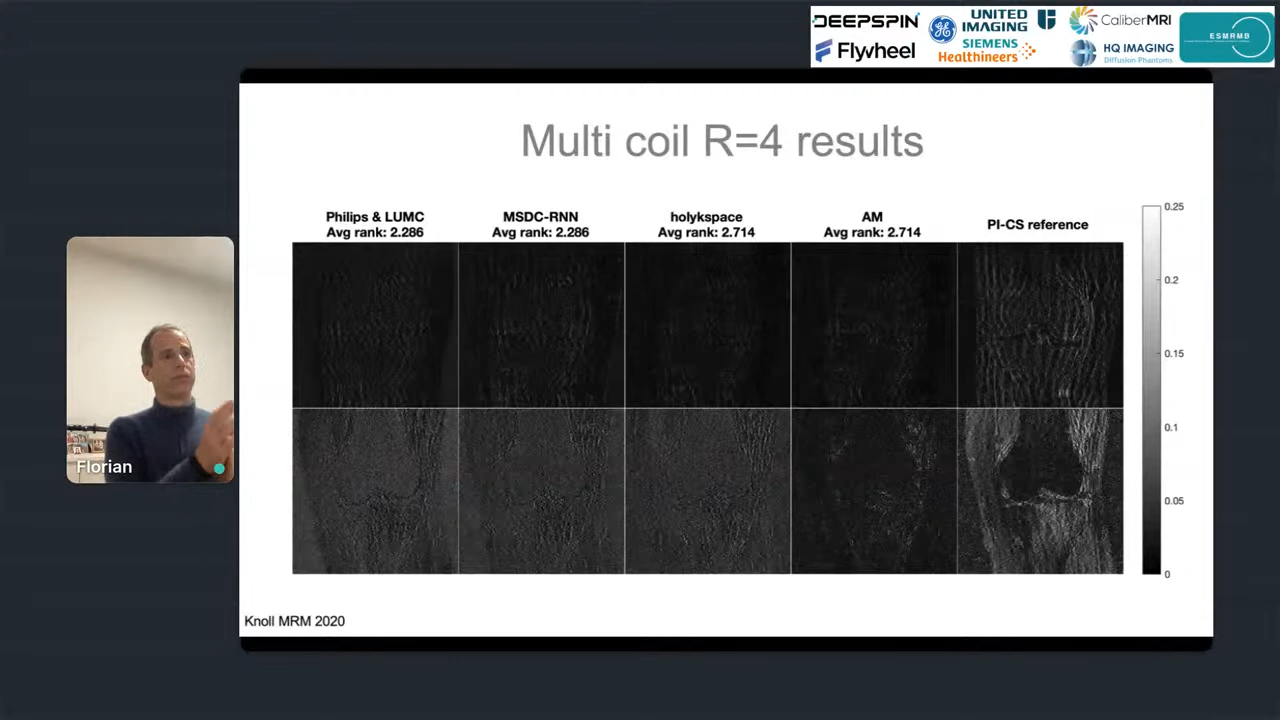 DEEPSPIN
UNITED
IMAGING
CaliberMRI
Flywheel
SIEMENS
Healthineers
HQ IMAGING
Diffusion Phantoms
ESMRMB
Multi coil R=4 results
Philips & LUMC
Avg rank: 2.286
MSDC-RNN
Avg rank: 2.286
holykspace
Avg rank: 2.714
AM
Avg rank: 2.714
PI-CS reference
0.25
0.2
0.15
0.1
0.05
0
Florian
Knoll MRM 2020